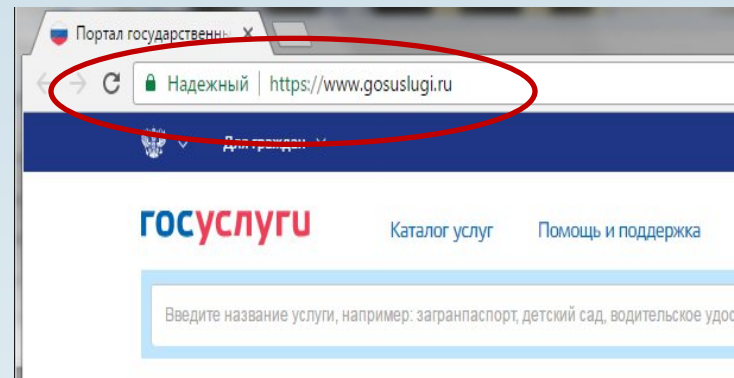 Портал государственны
Надежный https://www.gosuslugi.ru
Для граждан
госуслуги Каталог услуг Помощь и поддержка
Введите название услуги, например: загранпаспорт, детский сад, водительское удос